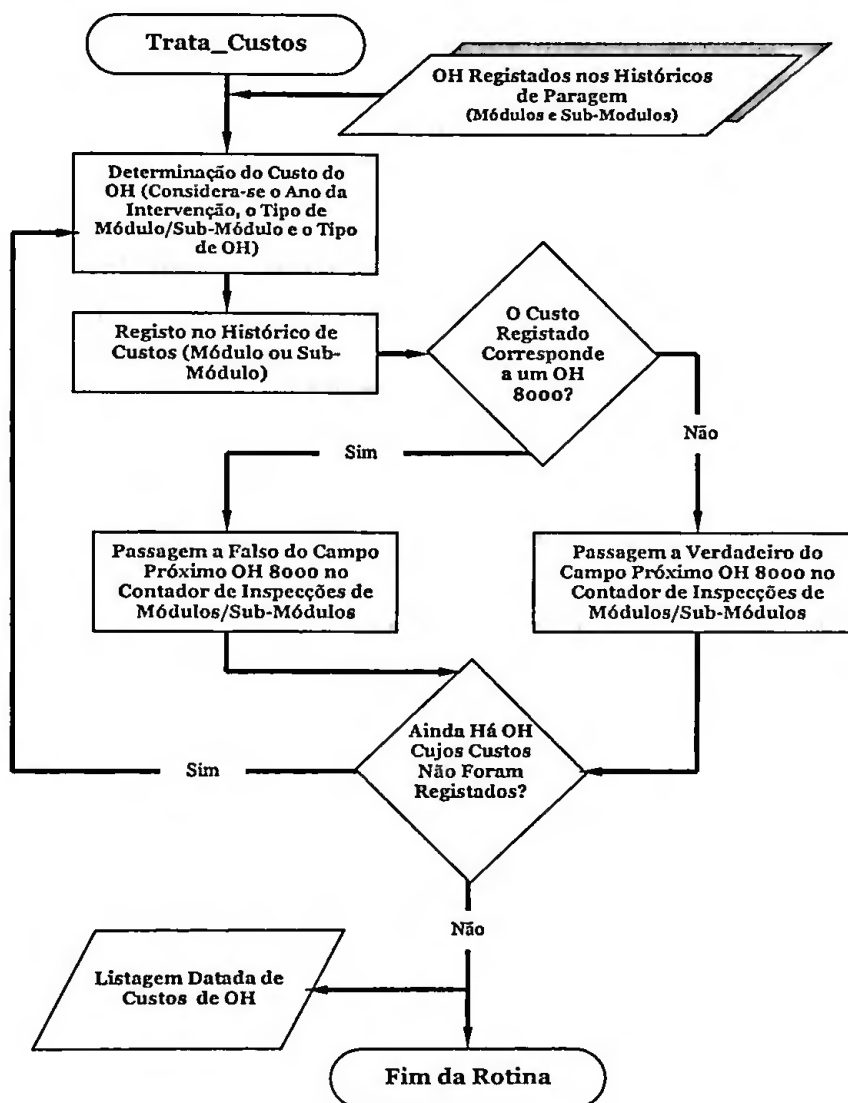 Trata_Custos
OH Registados nos Históricos
de Paragem
(Módulos e Sub-Modulos)
Determinação do Custo do
OH (Considera-se o Ano da
Intervenção, o Tipo de
Módulo/Sub-Módulo e o Tipo
de OH)
Registo no Histórico de
Custos (Módulo ou Sub-
Módulo)
O Custo
Registado
Corresponde
a um OH
8000?
Sim
Não
Passagem a Falso do Campo
Próximo OH 8000 no
Contador de Inspecções de
Módulos/Sub-Módulos
Passagem a Verdadeiro do
Campo Próximo OH 8000 no
Contador de Inspecções de
Módulos/Sub-Módulos
Ainda Há OH
Cujos Custos
Não Foram
Registados?
Sim
Não
Listagem Datada de
Custos de OH
Fim da Rotina